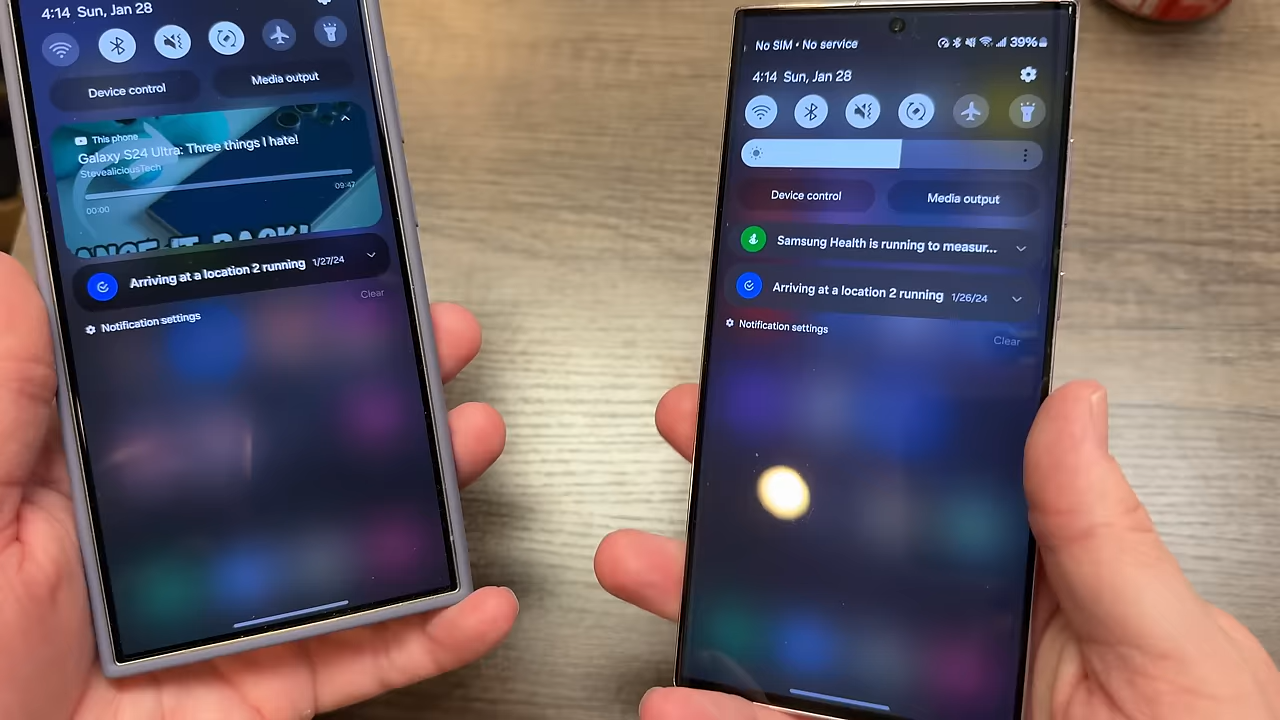 4:14 Sun, Jan 28
Device control
Media output
This phone
Galaxy S24 Ultra: Three things I hate!
StevealiciousTech
09:47
00:00
Arriving at a location 2 running 1/27/24
Clear
Notification settings
No SIM • No service
39%
4:14 Sun, Jan 28
Device control
Media output
Samsung Health is running to measur...
Arriving at a location 2 running 1/26/24
Notification settings
Clear